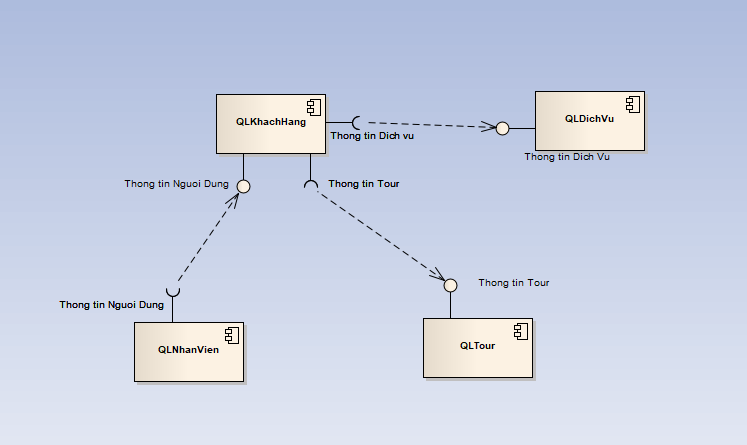 QLKhachHang
QLDichVu
Thong tin Dich vu
Thong tin Dich Vu
Thong tin Nguoi Dung
Thong tin Tour
Thong tin Tour
Thong tin Nguoi Dung
QLNhanVien
QLTour